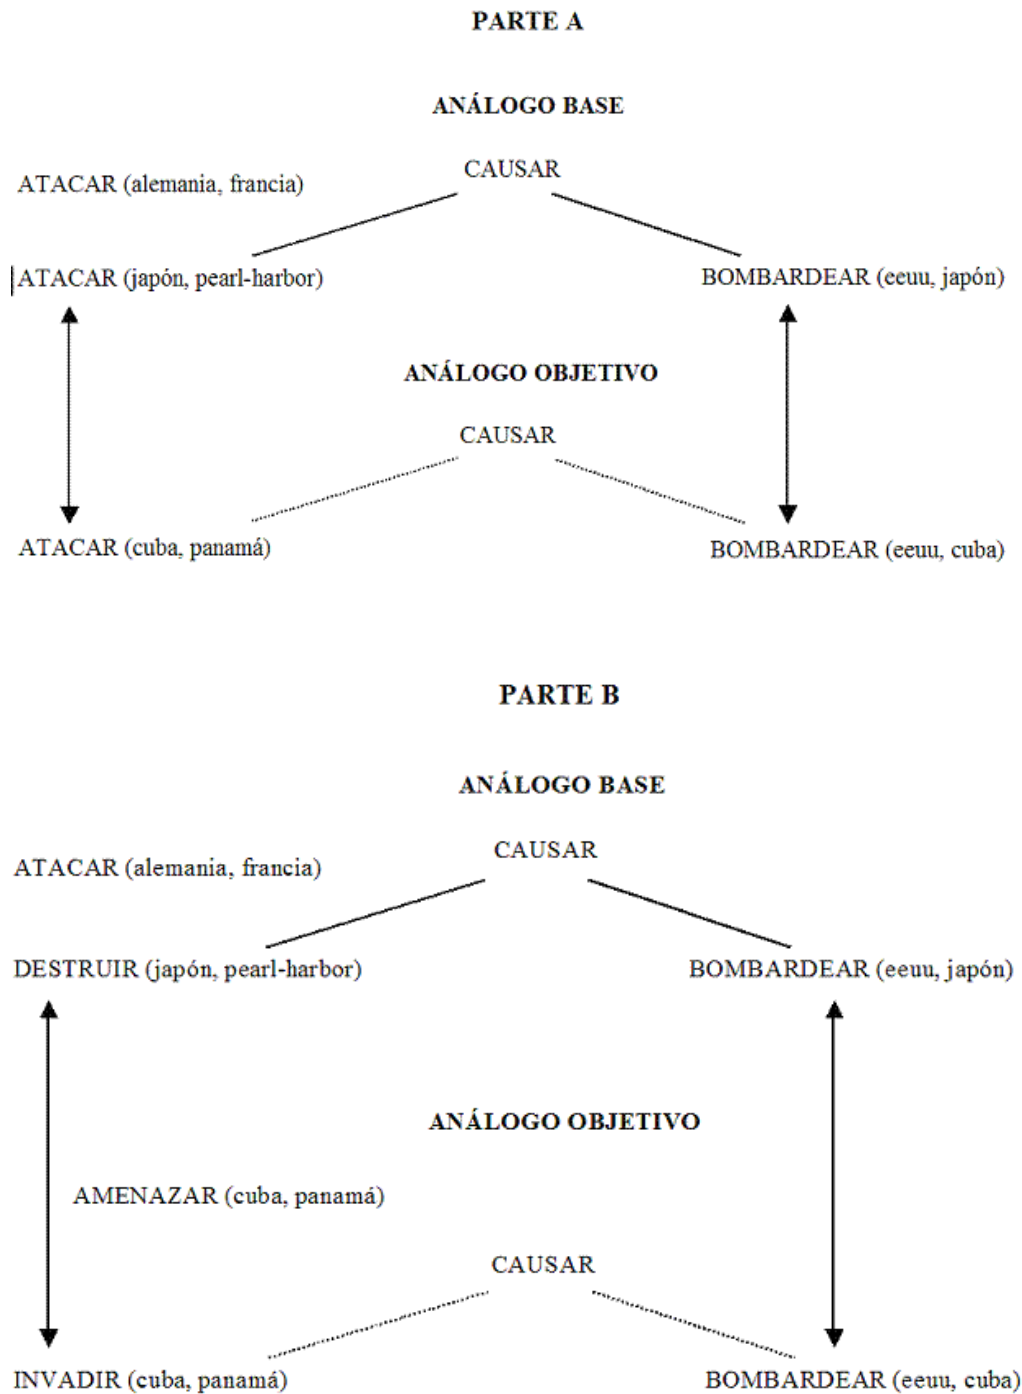 PARTE A
ANÁLOGO BASE
CAUSAR
ATACAR (alemania, francia)
ATACAR (japón, pearl-harbor)
BOMBARDEAR (eeuu, japón)
ANÁLOGO OBJETIVO
CAUSAR
ATACAR (cuba, panamá)
BOMBARDEAR (eeuu, cuba)
PARTE B
ANÁLOGO BASE
CAUSAR
ATACAR (alemania, francia)
DESTRUIR (japón, pearl-harbor)
BOMBARDEAR (eeuu, japón)
ANÁLOGO OBJETIVO
AMENAZAR (cuba, panamá)
CAUSAR
INVADIR (cuba, panamá)
BOMBARDEAR (eeuu, cuba)